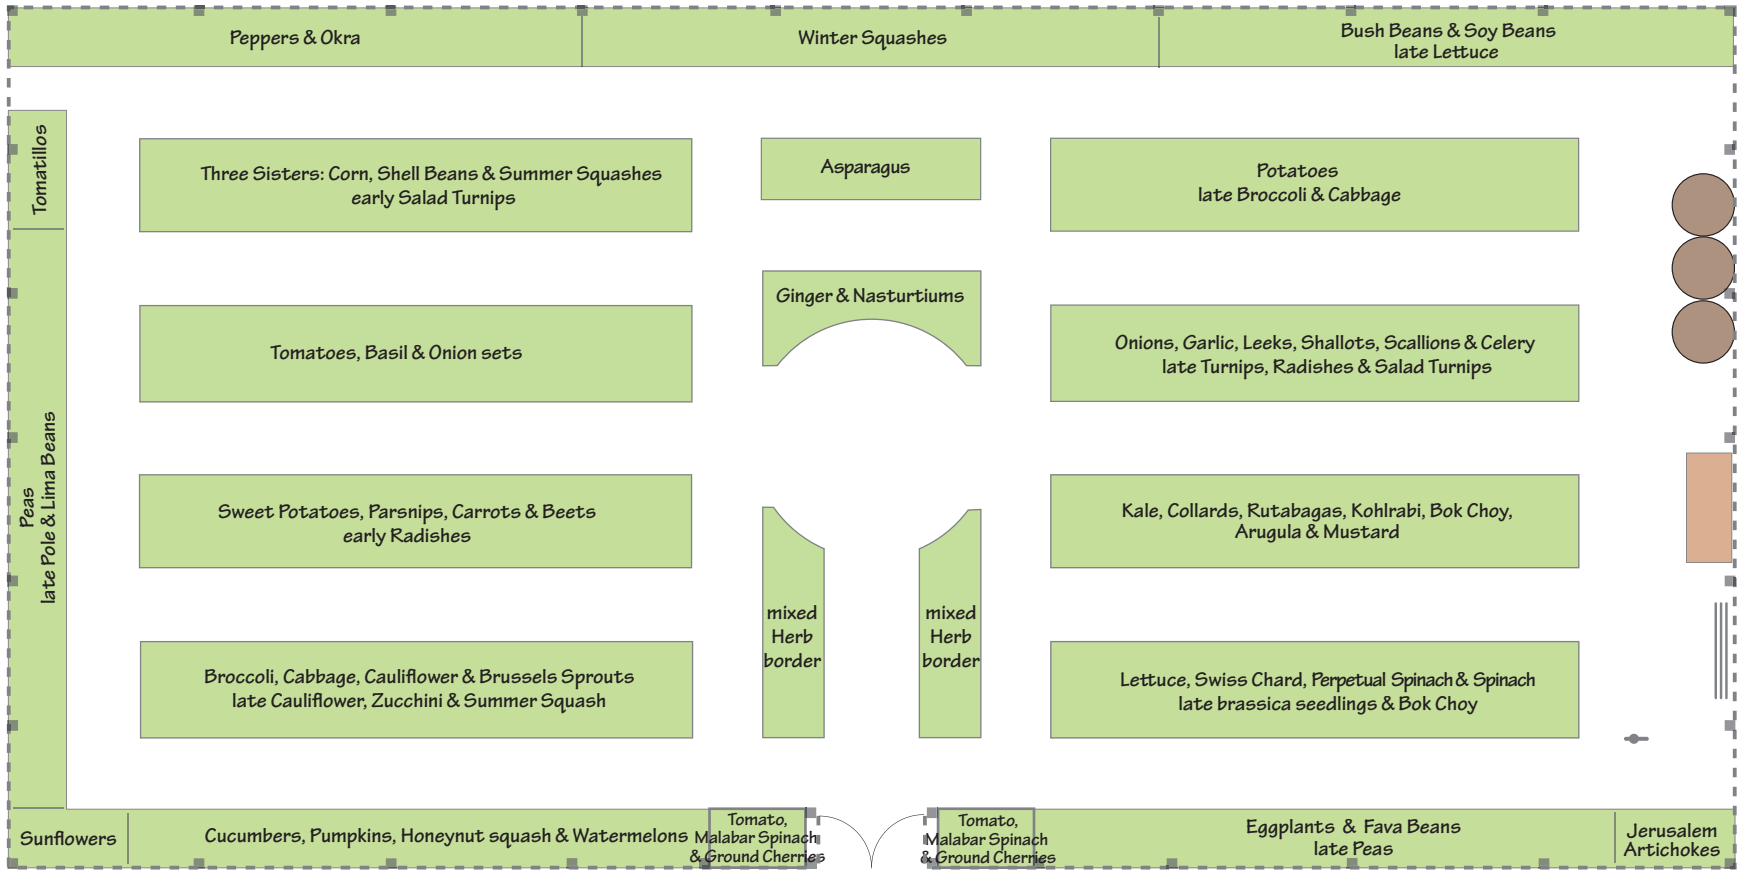 Peppers & Okra
Winter Squashes
Bush Beans & Soy Beans
late Lettuce
Tomatillos
Three Sisters: Corn, Shell Beans & Summer Squashes
early Salad Turnips
Asparagus
Potatoes
late Broccoli & Cabbage
Ginger & Nasturtiums
Tomatoes, Basil & Onion sets
Onions, Garlic, Leeks, Shallots, Scallions & Celery
late Turnips, Radishes & Salad Turnips
Peas
late Pole & Lima Beans
Sweet Potatoes, Parsnips, Carrots & Beets
early Radishes
Kale, Collards, Rutabagas, Kohlrabi, Bok Choy,
Arugula & Mustard
mixed
Herb
border
mixed
Herb
border
Broccoli, Cabbage, Cauliflower & Brussels Sprouts
late Cauliflower, Zucchini & Summer Squash
Lettuce, Swiss Chard, Perpetual Spinach & Spinach
late brassica seedlings & Bok Choy
Sunflowers
Cucumbers, Pumpkins, Honeynut squash & Watermelons
Tomato,
Malabar Spinach
& Ground Cherries
Tomato,
Malabar Spinach
& Ground Cherries
Eggplants & Fava Beans
late Peas
Jerusalem
Artichokes